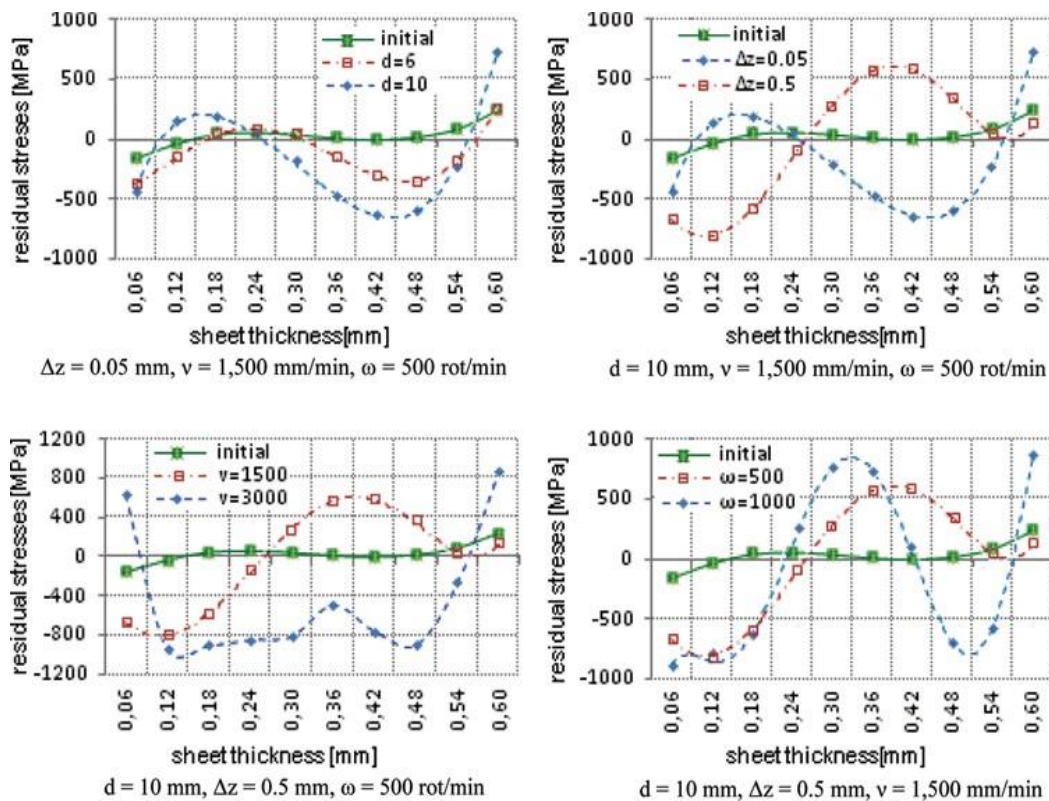 1000
500
0
-500
-1000
residual streses [MPa]
initial
d=6
d=10
0,06 0,12 0,18 0,24 0,30 0,36 0,42 0,48 0,54 0,60
sheet thickness[mm]
Δz = 0.05 mm, ν = 1,500 mm/min, ω = 500 rot/min
1000
500
0
-500
-1000
residual streses [MPa]
initial
Δz=0.05
Δz=0.5
0,06 0,12 0,18 0,24 0,30 0,36 0,42 0,48 0,54 0,60
sheet thickness[mm]
d = 10 mm, ν = 1,500 mm/min, ω = 500 rot/min
1200
800
400
0
-400
-800
-1200
residual stresses [MPa]
initial
v=1500
v=3000
0,06 0,12 0,18 0,24 0,30 0,36 0,42 0,48 0,54 0,60
sheet thickness [mm]
d = 10 mm, Δz = 0.5 mm, ω = 500 rot/min
1000
500
0
-500
-1000
residual streses [MPa]
initial
ω=500
ω=1000
0,06 0,12 0,18 0,24 0,30 0,36 0,42 0,48 0,54 0,60
sheet thickness [mm]
d = 10 mm, Δz = 0.5 mm, ν = 1,500 mm/min